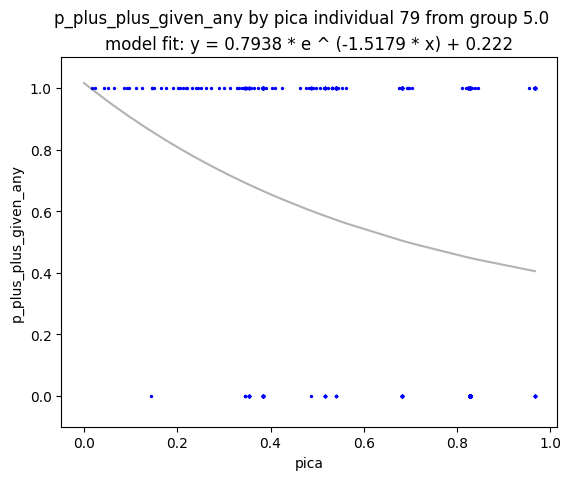 p_plus_plus_given_any by pica individual 79 from group 5.0
model fit: y = 0.7938 * e ^ (-1.5179 * x) + 0.222
1.0
0.8
0.6
0.4
0.2
0.0
p_plus_plus_given_any
0.0 0.2 0.4 0.6 0.8 1.0
pica